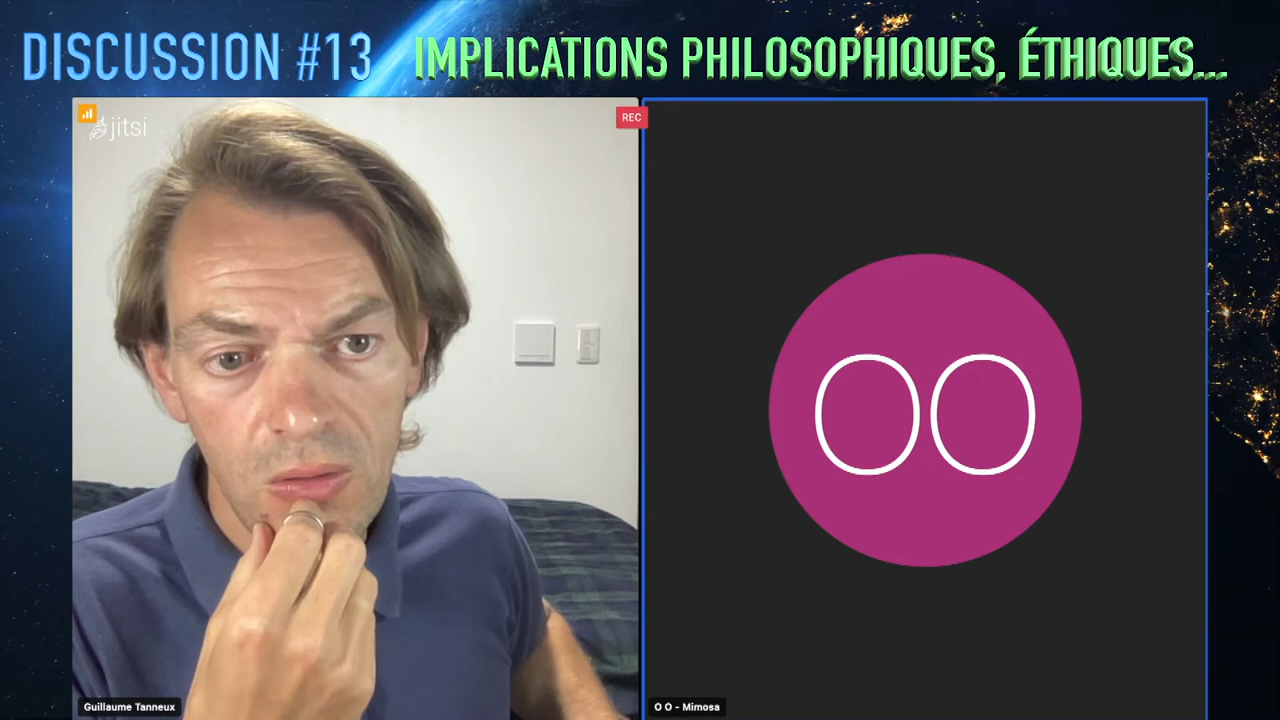 DISCUSSION #13 IMPLICATIONS PHILOSOPHIQUES, ÉTHIQUES...
jitsi
REC
OO
Guillaume Tanneux
O O - Mimosa